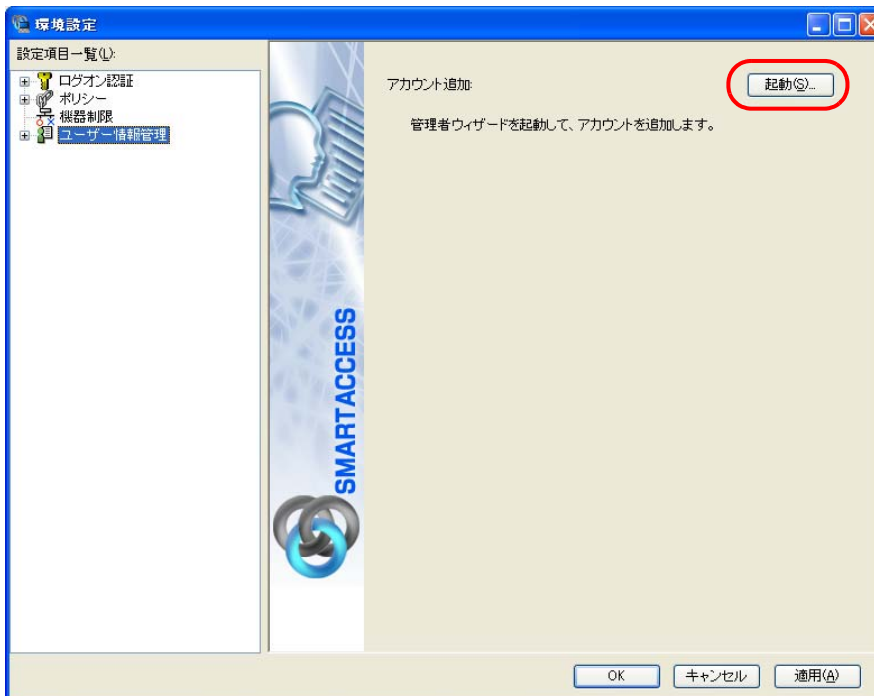 環境設定
設定項目一覧(L):
ログオン認証
ポリシー
機器制限
ユーザー情報管理
アカウント追加:
起動(S)...
管理者ウィザードを起動して、アカウントを追加します。
SMARTACCESS
OK
キャンセル
適用(A)